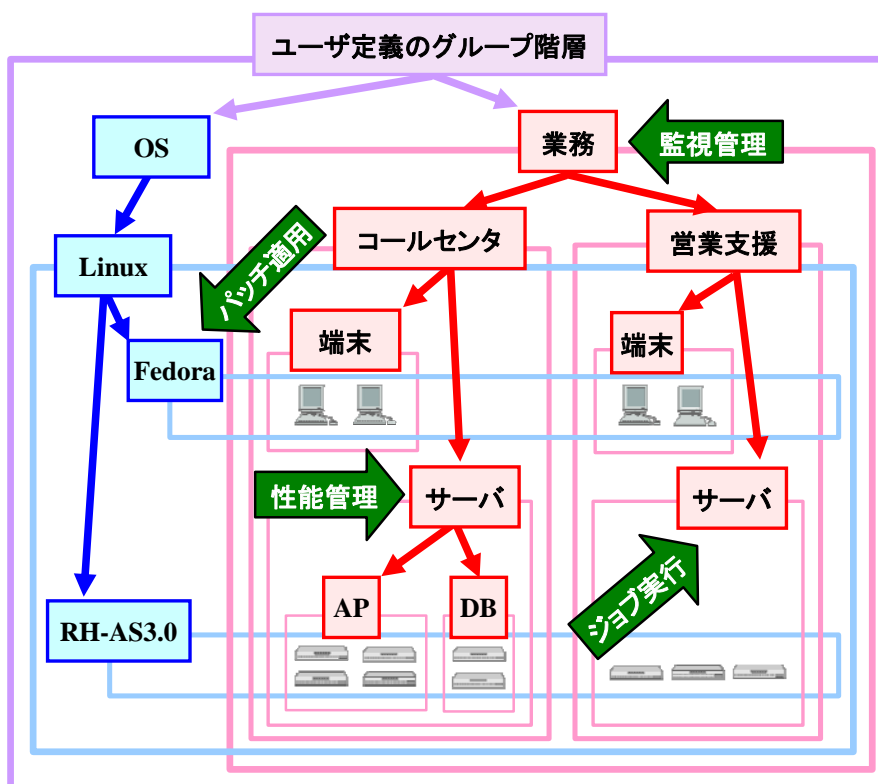 ユーザ定義のグループ階層
OS
業務
監視管理
コールセンタ
営業支援
Linux
パッチ適用
端末
端末
Fedora
性能管理
サーバ
サーバ
AP
DB
ジョブ実行
RH-AS3.0